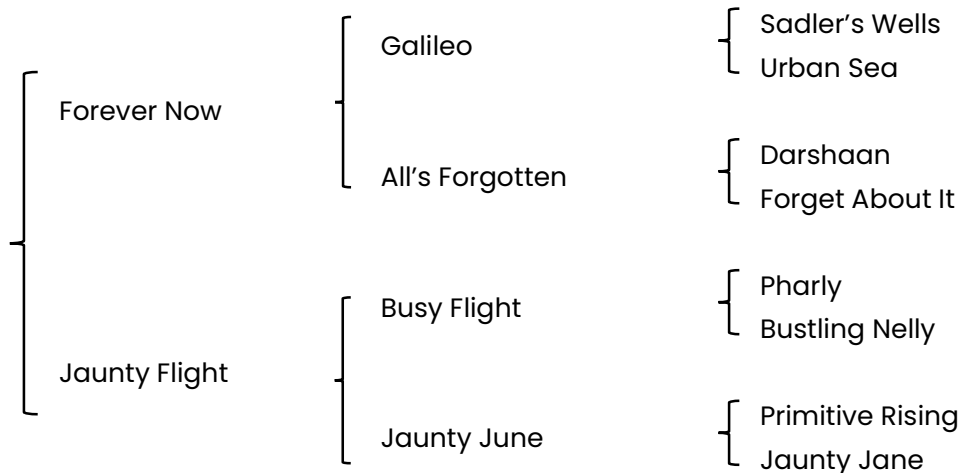 Sadler’s Wells
Galileo
Urban Sea
Forever Now
Darshaan
All’s Forgotten
Forget About It
Pharly
Busy Flight
Bustling Nelly
Jaunty Flight
Primitive Rising
Jaunty June
Jaunty Jane